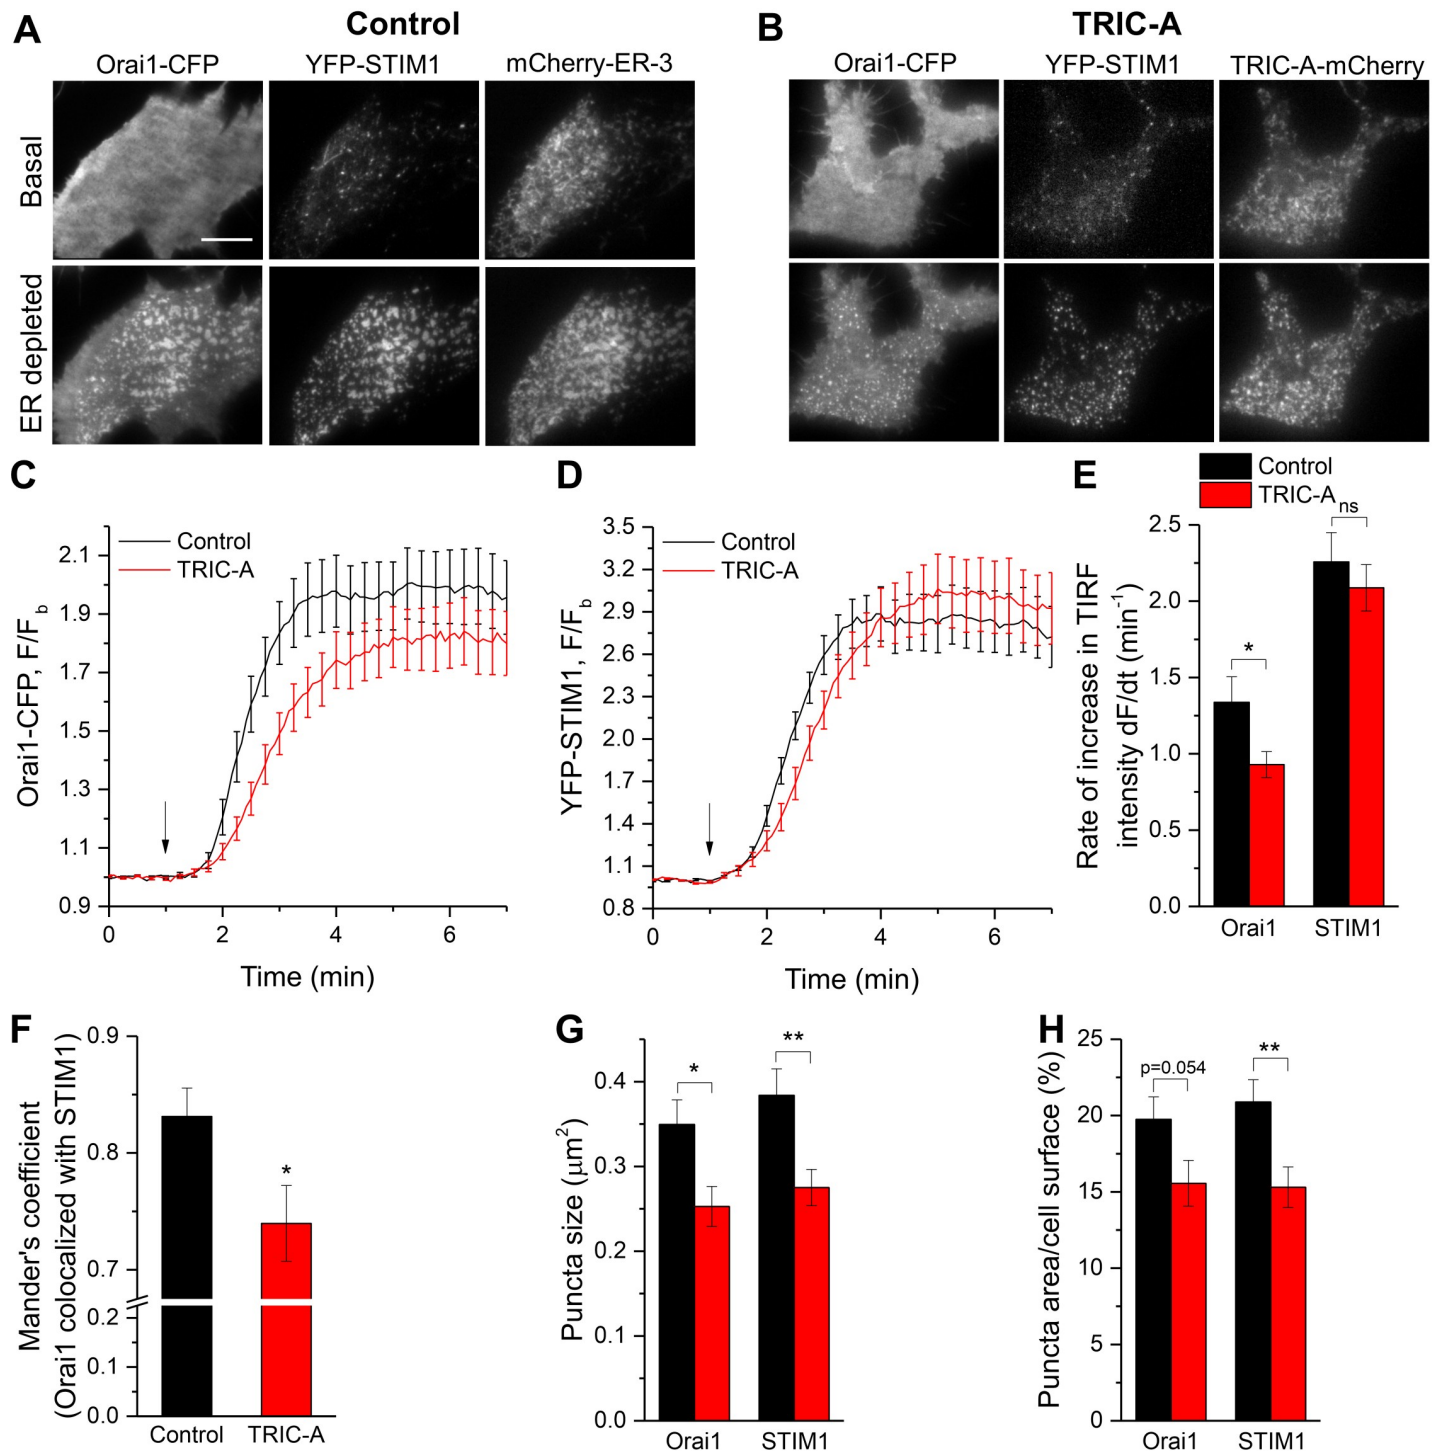 A
Control
Orai1-CFP
YFP-STIM1
mCherry-ER-3
Basal
ER depleted
B
TRIC-A
Orai1-CFP
YFP-STIM1
TRIC-A-mCherry
C
Orai1-CFP, F/Fb
2.1
1.9
1.7
1.5
1.3
1.1
0.9
Control
TRIC-A
0
2
4
6
Time (min)
D
YFP-STIM1, F/Fb
3.5
3.2
2.9
2.6
2.3
2.0
1.7
1.4
1.1
0.8
Control
TRIC-A
0
2
4
6
Time (min)
E
Control
TRIC-A
Rate of increase in TIRF
intensity dF/dt (min⁻¹)
2.5
2.0
1.5
1.0
0.5
0.0
*
ns
Orai1
STIM1
F
Mander's coefficient
(Orai1 colocalized with STIM1)
0.9
0.8
0.7
0.2
0.1
0.0
*
Control
TRIC-A
G
Puncta size (μm²)
0.4
0.3
0.2
0.1
0.0
*
**
Orai1
STIM1
H
Puncta area/cell surface (%)
25
20
15
10
5
0
p=0.054
**
Orai1
STIM1